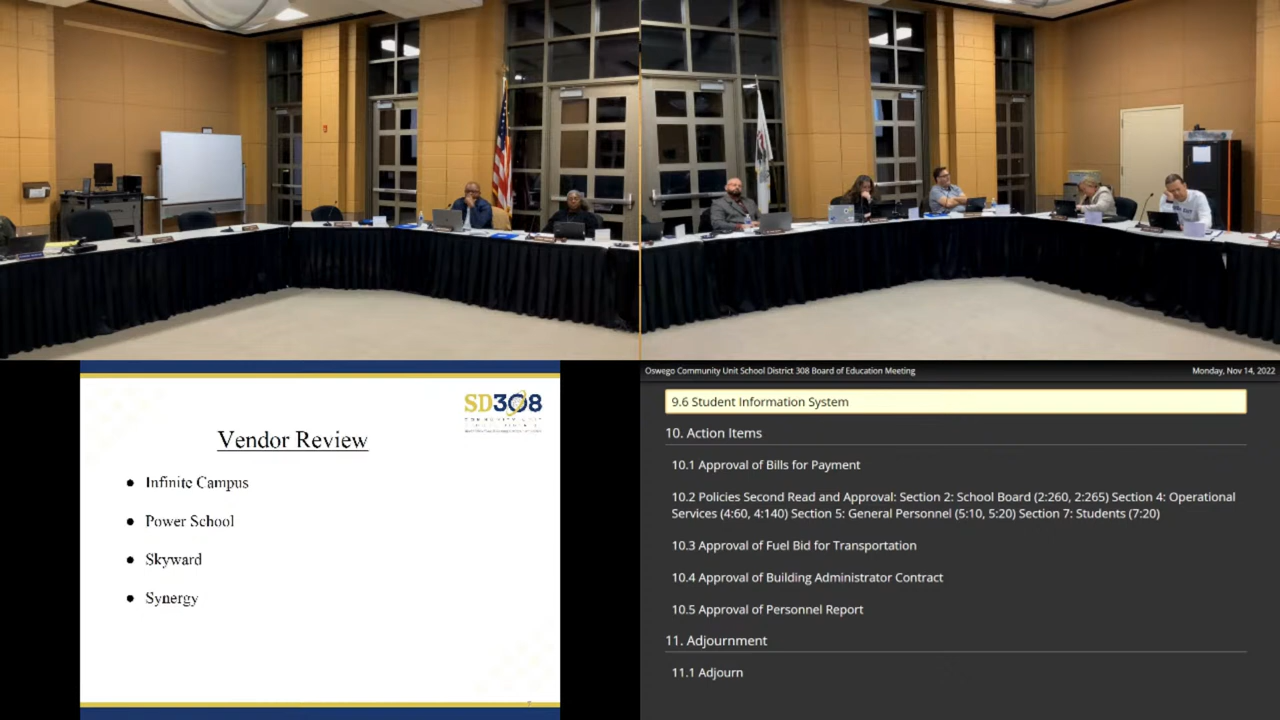 SD308
Vendor Review
● Infinite Campus
● Power School
● Skyward
● Synergy
Oswego Community Unit School District 308 Board of Education Meeting
Monday, Nov 14, 2022
9.6 Student Information System
10. Action Items
10.1 Approval of Bills for Payment
10.2 Policies Second Read and Approval: Section 2: School Board (2:260, 2:265) Section 4: Operational
Services (4:60, 4:140) Section 5: General Personnel (5:10, 5:20) Section 7: Students (7:20)
10.3 Approval of Fuel Bid for Transportation
10.4 Approval of Building Administrator Contract
10.5 Approval of Personnel Report
11. Adjournment
11.1 Adjourn